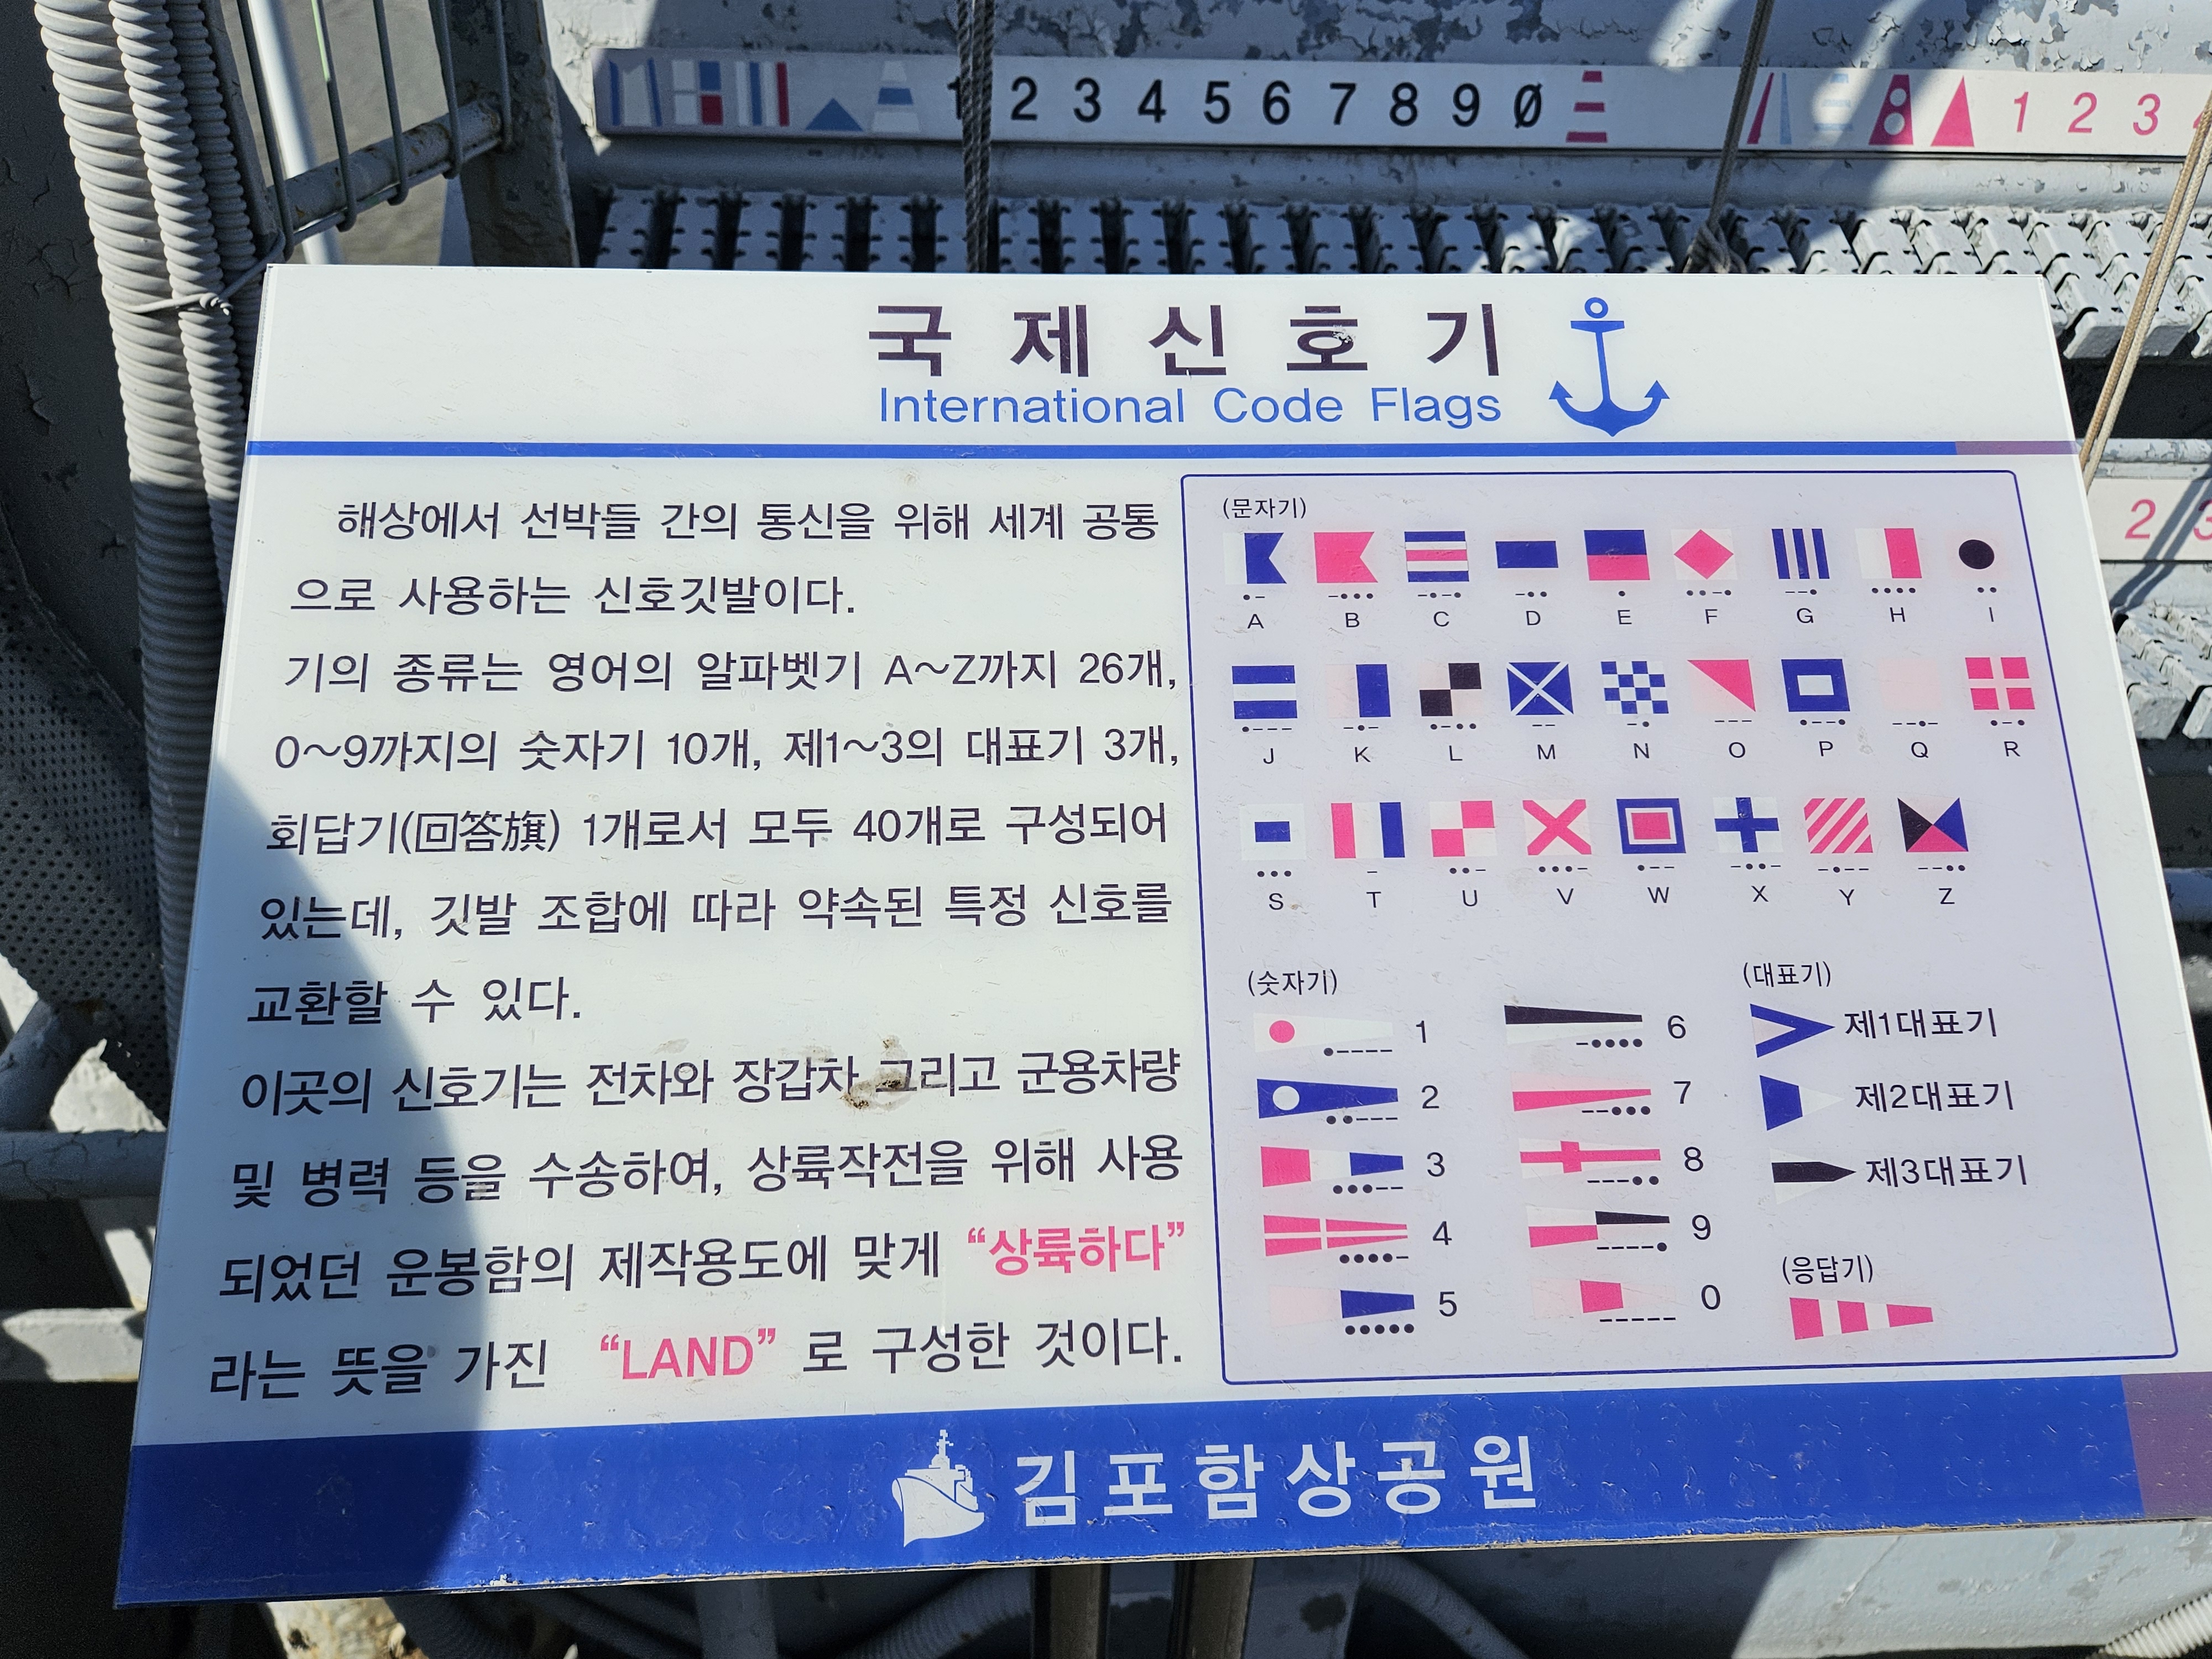 1 2 3 4 5 6 7 8 9 0 1 2 3
국제신호기
International Code Flags
해상에서 선박들 간의 통신을 위해 세계 공통
으로 사용하는 신호깃발이다.
기의 종류는 영어의 알파벳기 A~Z까지 26개,
0~9까지의 숫자기 10개, 제1~3의 대표기 3개,
회답기(回答旗) 1개로서 모두 40개로 구성되어
있는데, 깃발 조합에 따라 약속된 특정 신호를
교환할 수 있다.
이곳의 신호기는 전차와 장갑차 그리고 군용차량
및 병력 등을 수송하여, 상륙작전을 위해 사용
되었던 운봉함의 제작용도에 맞게 “상륙하다”
라는 뜻을 가진 “LAND” 로 구성한 것이다.
(문자기)
A B C D E F G H I
J K L M N O P Q R
S T U V W X Y Z
(숫자기)
1
2
3
4
5
6
7
8
9
0
(대표기)
제1대표기
제2대표기
제3대표기
(응답기)
김포함상공원
2